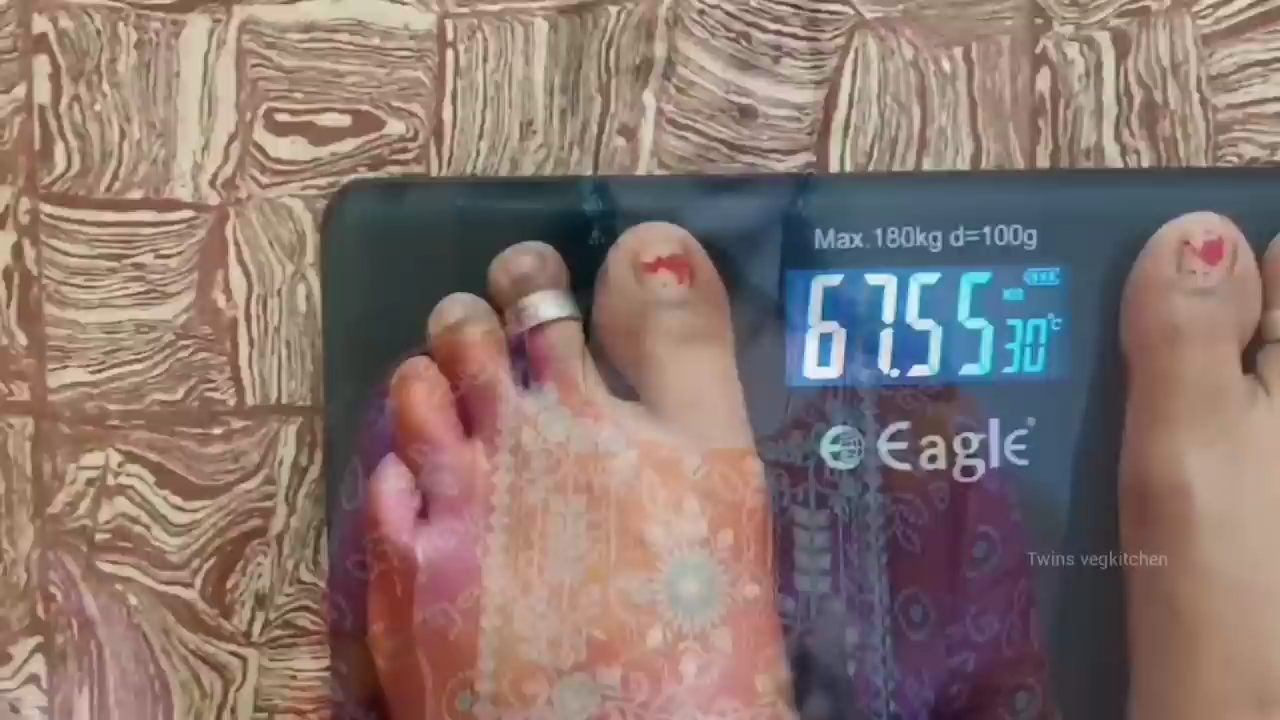 Max.180kg d=100g
67.55 30°C
Eagle
Twins vegkitchen